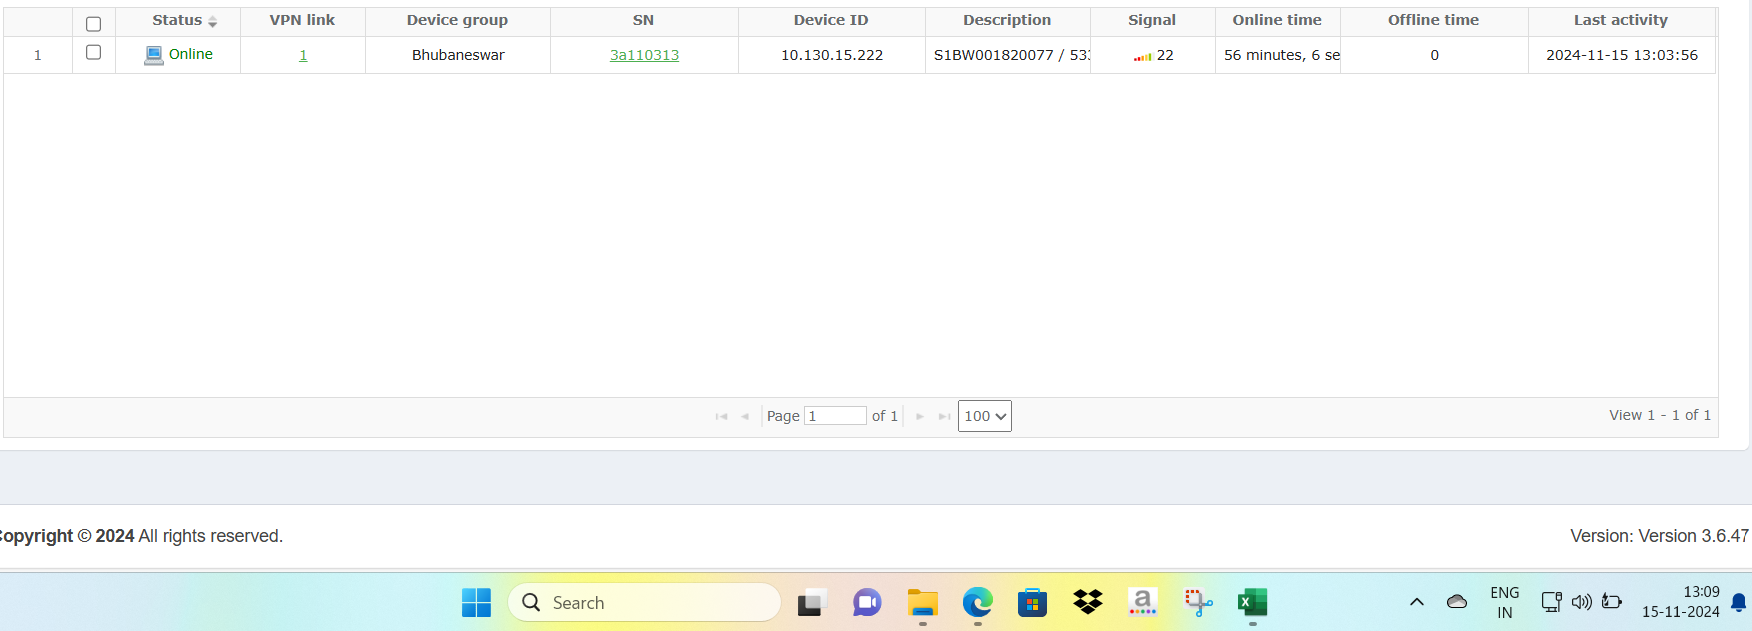 Status VPN link Device group SN Device ID Description Signal Online time Offline time Last activity
1 Online 1 Bhubaneswar 3a110313 10.130.15.222 S1BW001820077 / 53 22 56 minutes, 6 se 0 2024-11-15 13:03:56
Page 1 of 1 100 View 1 - 1 of 1
opyright © 2024 All rights reserved. Version: Version 3.6.47
Search a X ENG 13:09
IN 15-11-2024